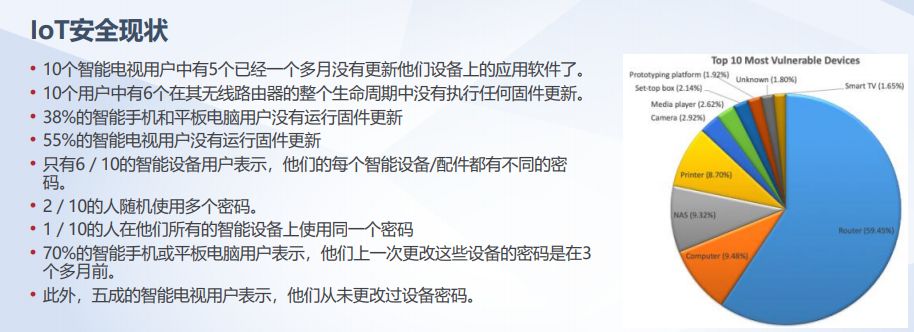 IoT安全现状
• 10个智能电视用户中有5个已经一个多月没有更新他们设备上的应用软件了。
• 10个用户中有6个在其无线路由器的整个生命周期中没有执行任何固件更新。
• 38%的智能手机和平板电脑用户没有运行固件更新
• 55%的智能电视用户没有运行固件更新
• 只有6 / 10的智能设备用户表示，他们的每个智能设备/配件都有不同的密
码。
• 2 / 10的人随机使用多个密码。
• 1 / 10的人在他们所有的智能设备上使用同一个密码
• 70%的智能手机或平板电脑用户表示，他们上一次更改这些设备的密码是在3
个多月前。
• 此外，五成的智能电视用户表示，他们从未更改过设备密码。
Top 10 Most Vulnerable Devices
Prototyping platform (1.92%)
Unknown (1.80%)
Smart TV (1.65%)
Set-top box (2.14%)
Media player (2.62%)
Camera (2.92%)
Printer (8.70%)
NAS (9.32%)
Router (59.45%)
Computer (9.48%)